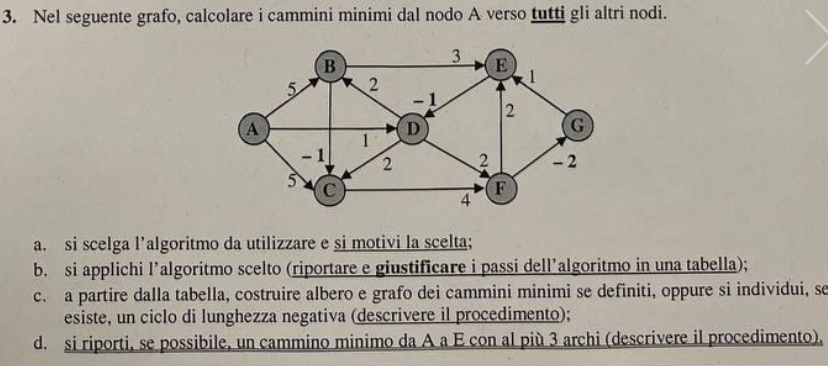 3. Nel seguente grafo, calcolare i cammini minimi dal nodo A verso tutti gli altri nodi.
B 3 E
5 2 -1 1
A 1 D 2 G
-1 2 2 -2
5 C 4 F
a. si scelga l'algoritmo da utilizzare e si motivi la scelta;
b. si applichi l'algoritmo scelto (riportare e giustificare i passi dell'algoritmo in una tabella);
c. a partire dalla tabella, costruire albero e grafo dei cammini minimi se definiti, oppure si individui, se
esiste, un ciclo di lunghezza negativa (descrivere il procedimento);
d. si riporti, se possibile, un cammino minimo da A a E con al più 3 archi (descrivere il procedimento).